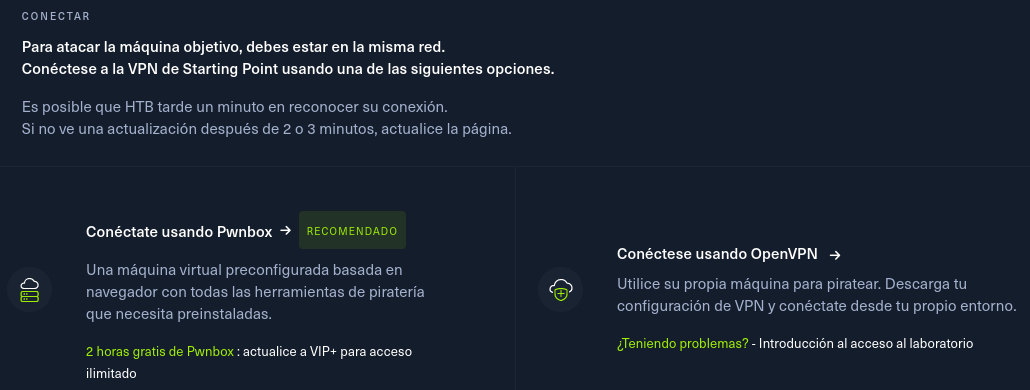 CONECTAR
Para atacar la máquina objetivo, debes estar en la misma red.
Conéctese a la VPN de Starting Point usando una de las siguientes opciones.
Es posible que HTB tarde un minuto en reconocer su conexión.
Si no ve una actualización después de 2 o 3 minutos, actualice la página.
Conéctate usando Pwnbox → RECOMENDADO
Una máquina virtual preconfigurada basada en
navegador con todas las herramientas de piratería
que necesita preinstaladas.
2 horas gratis de Pwnbox : actualice a VIP+ para acceso
ilimitado
Conéctese usando OpenVPN →
Utilice su propia máquina para piratear. Descarga tu
configuración de VPN y conéctate desde tu propio entorno.
¿Teniendo problemas? - Introducción al acceso al laboratorio